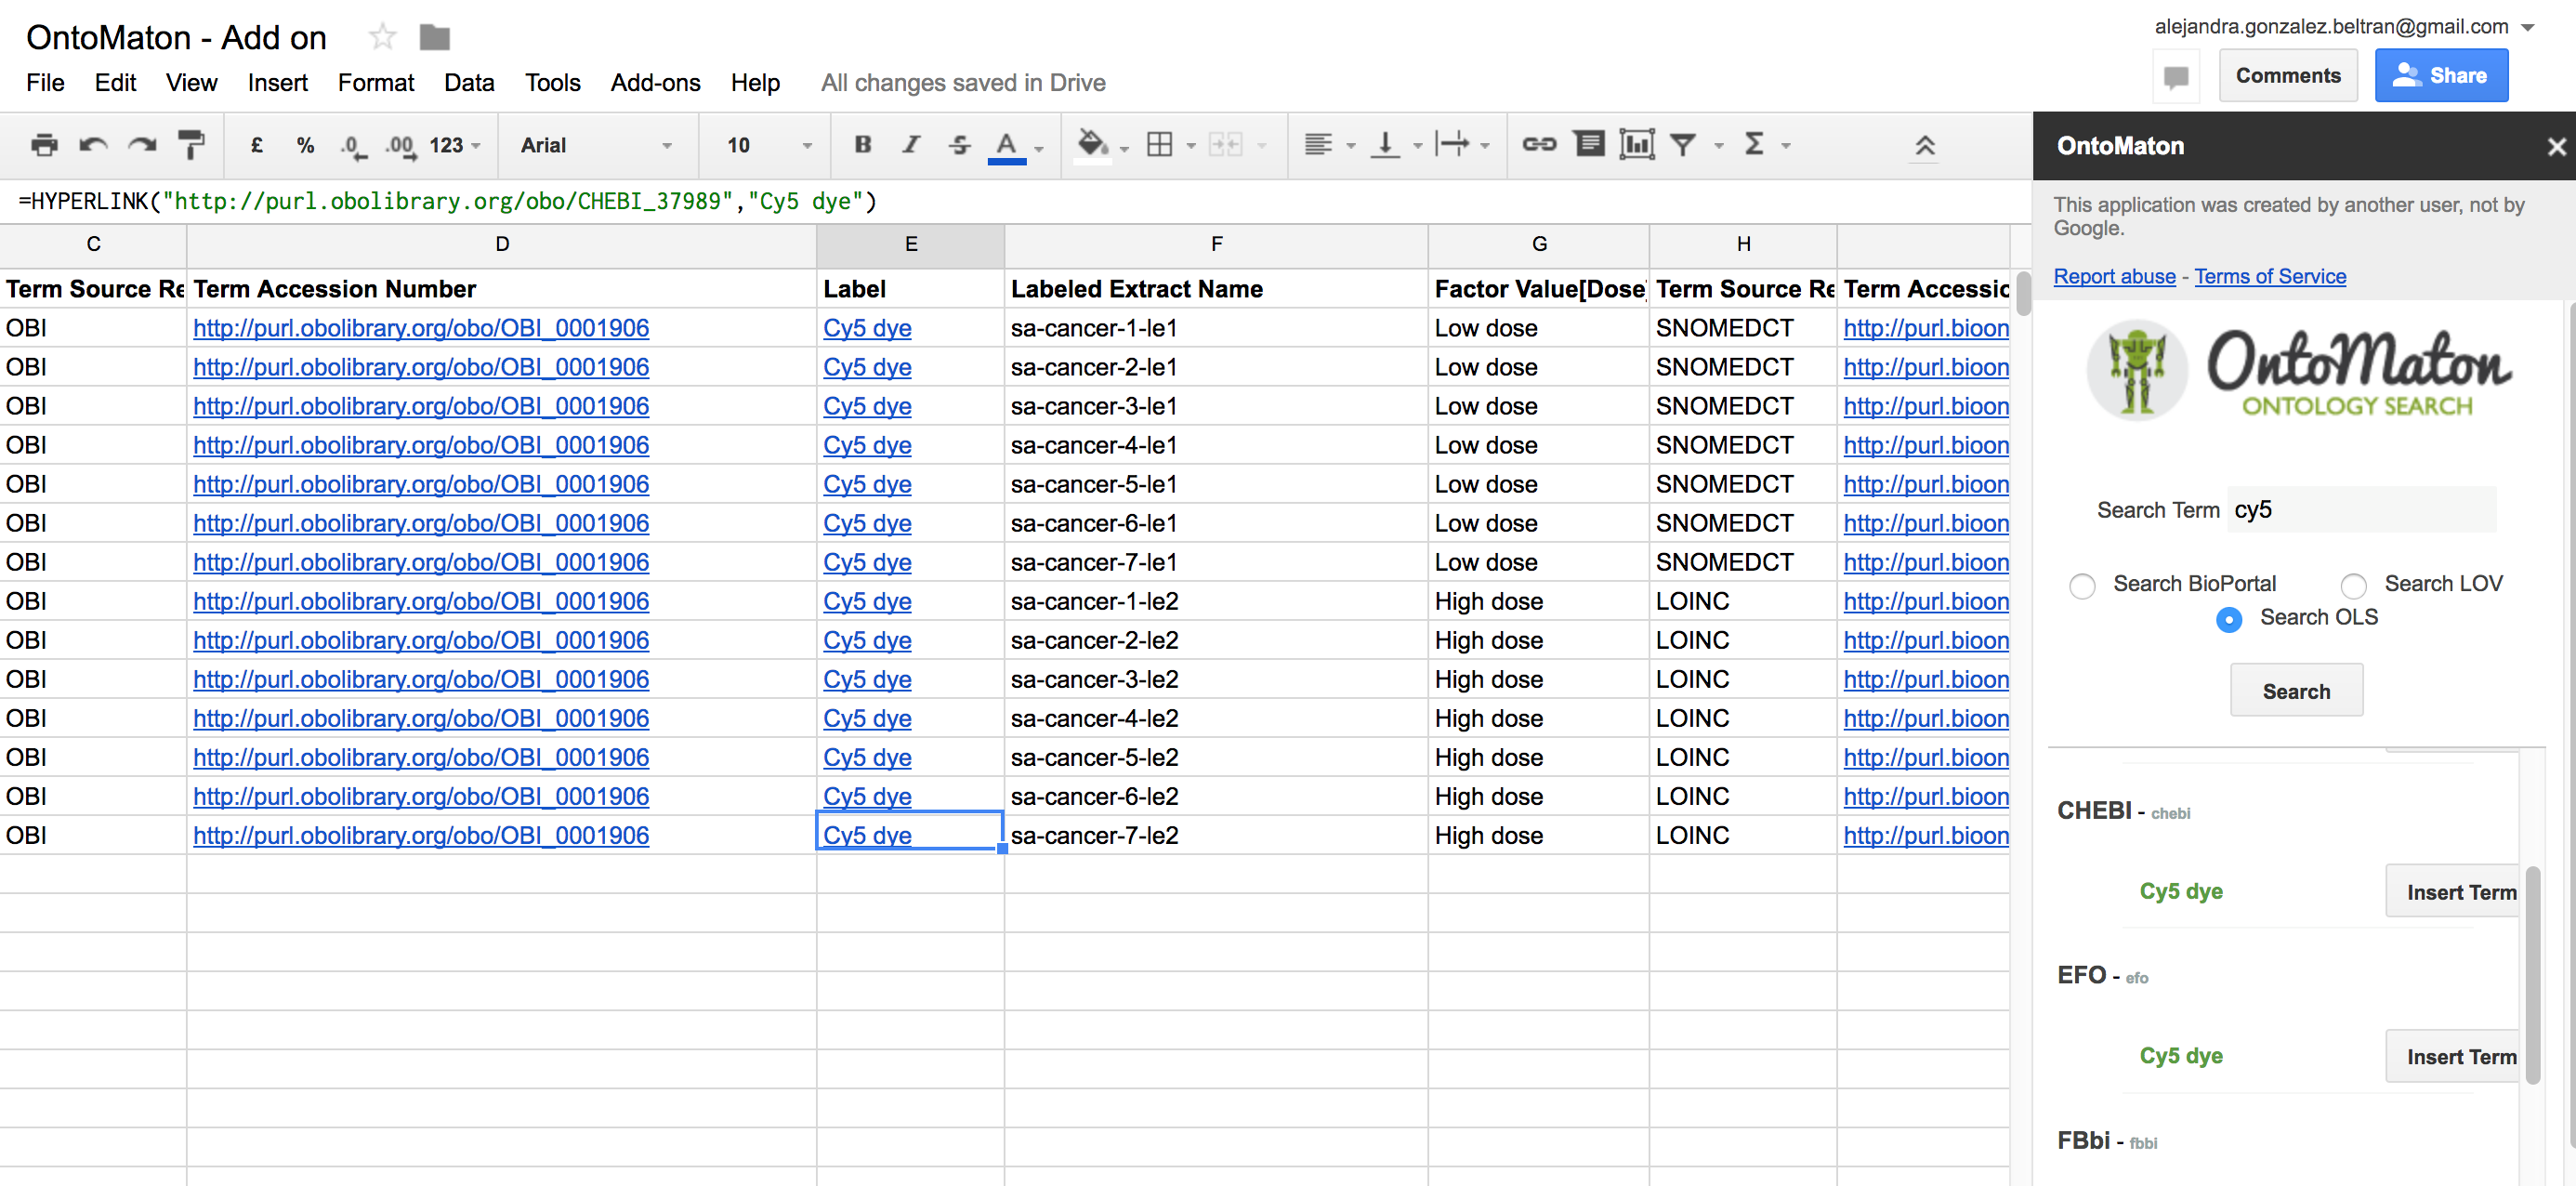 OntoMaton - Add on
alejandra.gonzalez.beltran@gmail.com
File Edit View Insert Format Data Tools Add-ons Help All changes saved in Drive
Comments Share
£ % .0 .00 123 Arial 10 B I S A Σ
OntoMaton
=HYPERLINK("http://purl.obolibrary.org/obo/CHEBI_37989","Cy5 dye")
This application was created by another user, not by
Google.
Report abuse - Terms of Service
C D E F G H
Term Source Re Term Accession Number Label Labeled Extract Name Factor Value[Dose] Term Source Re Term Accessio
OBI http://purl.obolibrary.org/obo/OBI_0001906 Cy5 dye sa-cancer-1-le1 Low dose SNOMEDCT http://purl.bioon
OBI http://purl.obolibrary.org/obo/OBI_0001906 Cy5 dye sa-cancer-2-le1 Low dose SNOMEDCT http://purl.bioon
OBI http://purl.obolibrary.org/obo/OBI_0001906 Cy5 dye sa-cancer-3-le1 Low dose SNOMEDCT http://purl.bioon
OBI http://purl.obolibrary.org/obo/OBI_0001906 Cy5 dye sa-cancer-4-le1 Low dose SNOMEDCT http://purl.bioon
OBI http://purl.obolibrary.org/obo/OBI_0001906 Cy5 dye sa-cancer-5-le1 Low dose SNOMEDCT http://purl.bioon
OBI http://purl.obolibrary.org/obo/OBI_0001906 Cy5 dye sa-cancer-6-le1 Low dose SNOMEDCT http://purl.bioon
OBI http://purl.obolibrary.org/obo/OBI_0001906 Cy5 dye sa-cancer-7-le1 Low dose SNOMEDCT http://purl.bioon
OBI http://purl.obolibrary.org/obo/OBI_0001906 Cy5 dye sa-cancer-1-le2 High dose LOINC http://purl.bioon
OBI http://purl.obolibrary.org/obo/OBI_0001906 Cy5 dye sa-cancer-2-le2 High dose LOINC http://purl.bioon
OBI http://purl.obolibrary.org/obo/OBI_0001906 Cy5 dye sa-cancer-3-le2 High dose LOINC http://purl.bioon
OBI http://purl.obolibrary.org/obo/OBI_0001906 Cy5 dye sa-cancer-4-le2 High dose LOINC http://purl.bioon
OBI http://purl.obolibrary.org/obo/OBI_0001906 Cy5 dye sa-cancer-5-le2 High dose LOINC http://purl.bioon
OBI http://purl.obolibrary.org/obo/OBI_0001906 Cy5 dye sa-cancer-6-le2 High dose LOINC http://purl.bioon
OBI http://purl.obolibrary.org/obo/OBI_0001906 Cy5 dye sa-cancer-7-le2 High dose LOINC http://purl.bioon
OntoMaton
ONTOLOGY SEARCH
Search Term cy5
Search BioPortal Search LOV
Search OLS
Search
CHEBI - chebi
Cy5 dye Insert Term
EFO - efo
Cy5 dye Insert Term
FBbi - fbbi